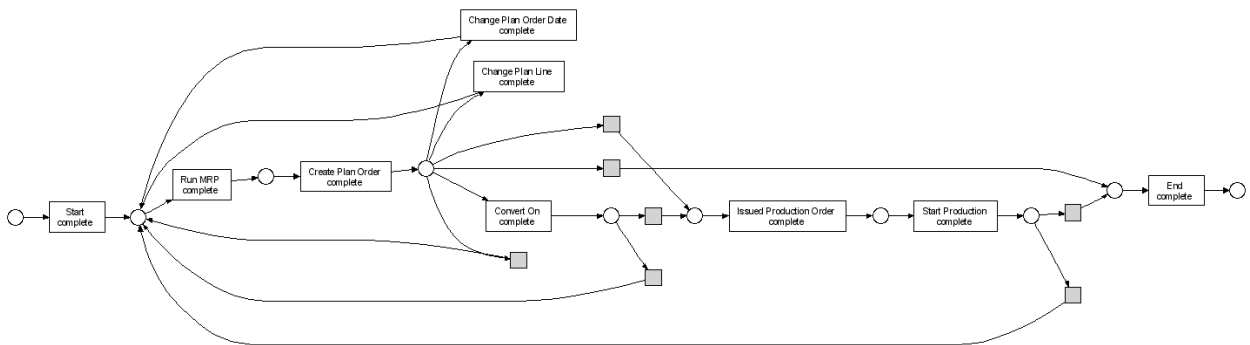 Change Plan Order Date
complete
Change Plan Line
complete
Run MRP
complete
Create Plan Order
complete
Start
complete
Convert On
complete
Issued Production Order
complete
Start Production
complete
End
complete